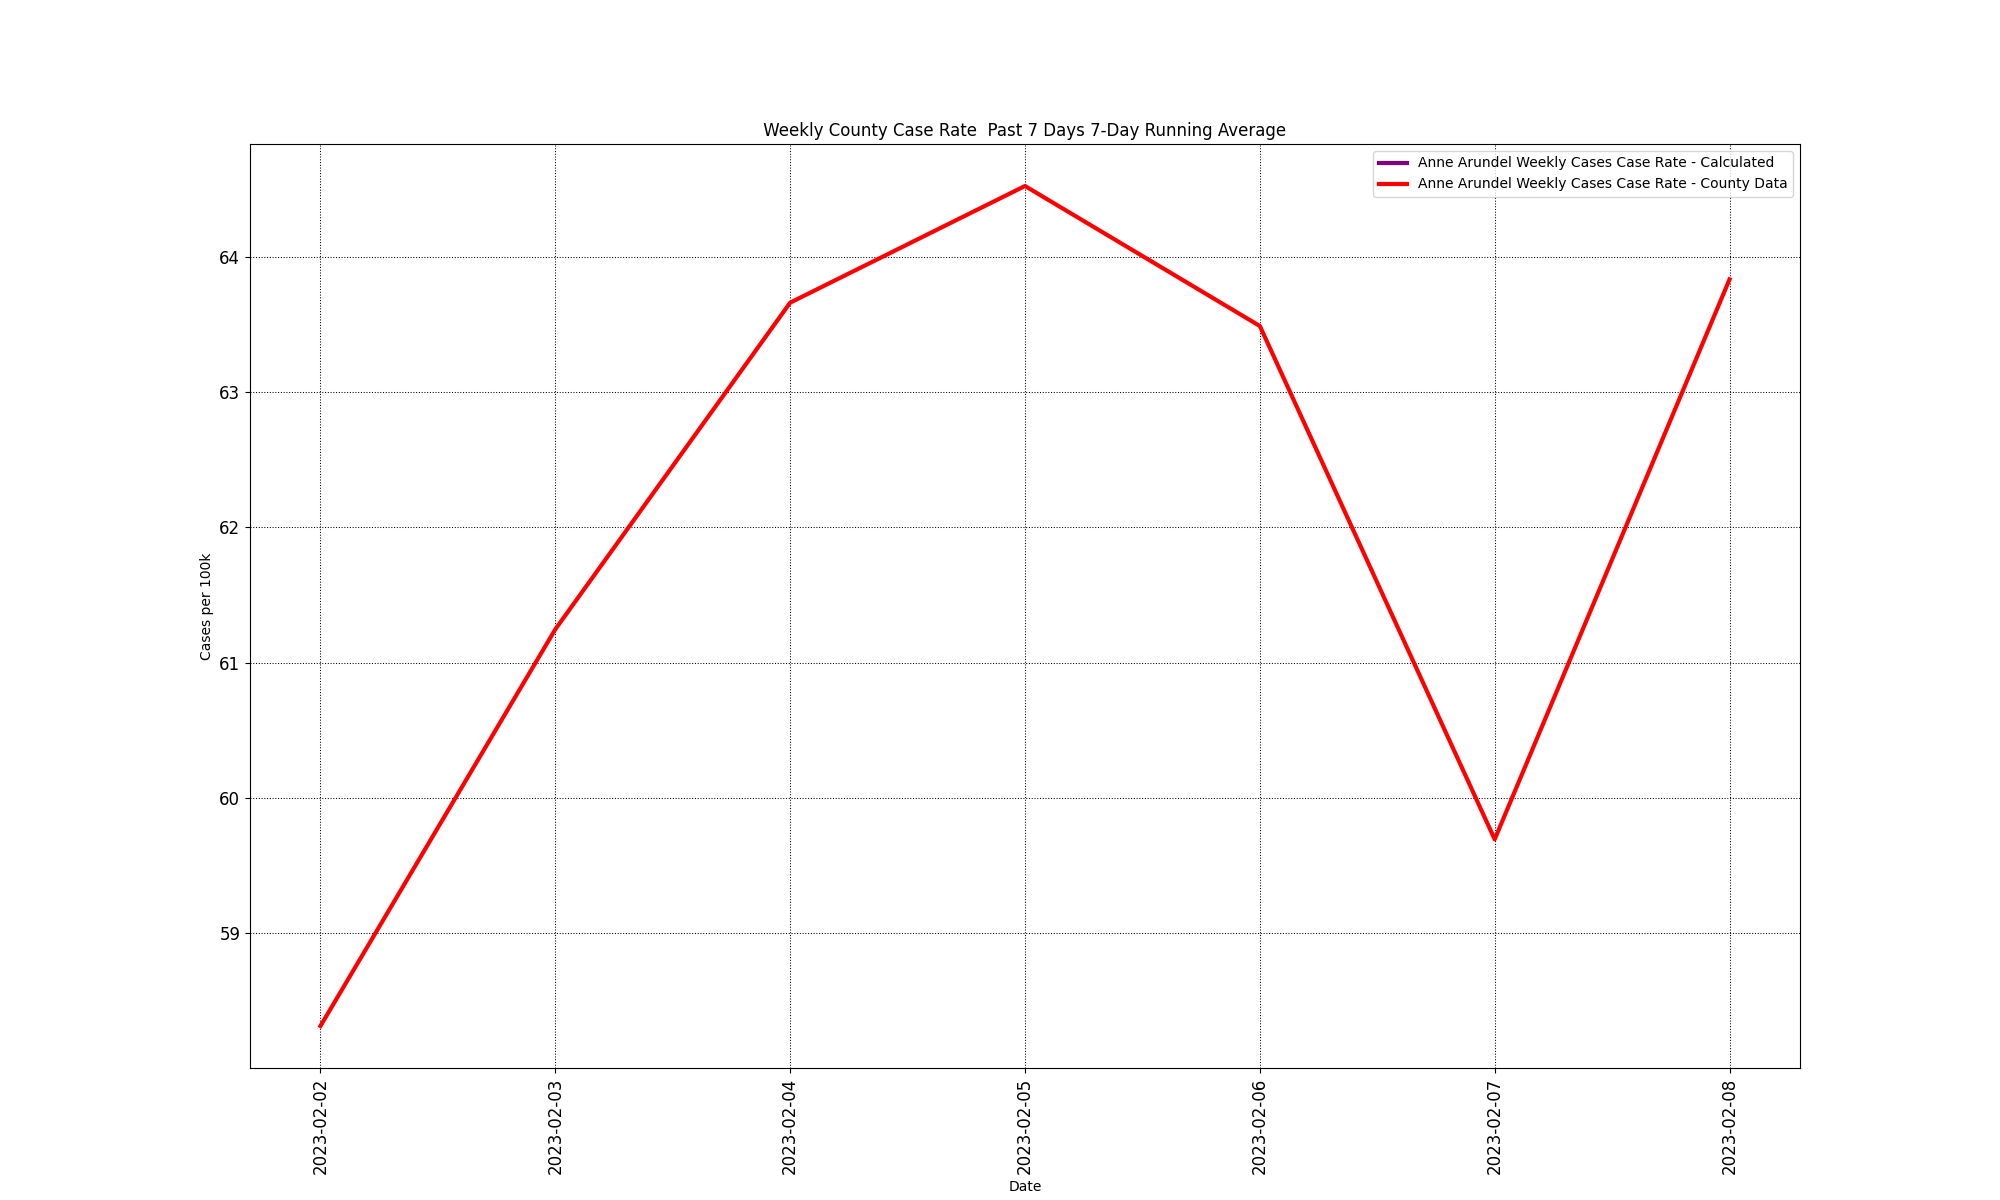 Weekly County Case Rate  Past 7 Days 7-Day Running Average
Anne Arundel Weekly Cases Case Rate - Calculated
Anne Arundel Weekly Cases Case Rate - County Data
64
63
62
61
60
59
Cases per 100k
2023-02-02
2023-02-03
2023-02-04
2023-02-05
2023-02-06
2023-02-07
2023-02-08
Date